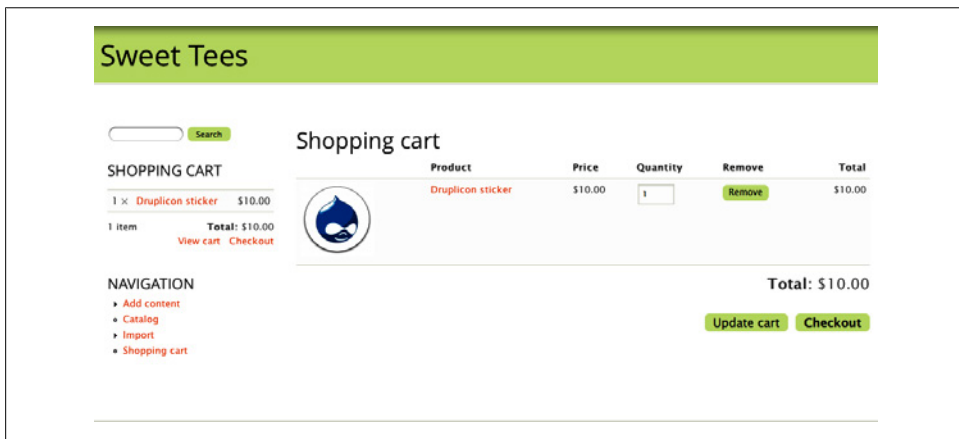 Sweet Tees
Search
SHOPPING CART
1 × Druplicon sticker $10.00
1 item Total: $10.00
View cart Checkout
NAVIGATION
Add content
Catalog
Import
Shopping cart
Shopping cart
Product Price Quantity Remove Total
Druplicon sticker $10.00 1 Remove $10.00
Total: $10.00
Update cart Checkout